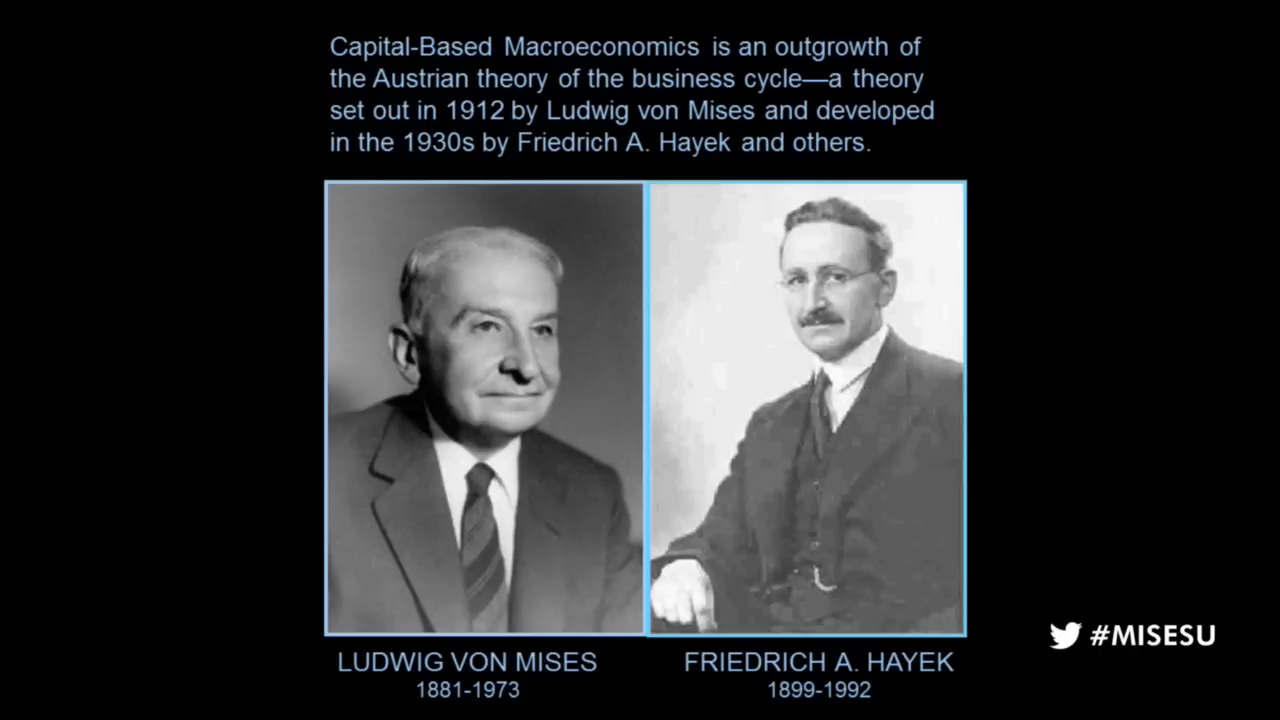 Capital-Based Macroeconomics is an outgrowth of
the Austrian theory of the business cycle—a theory
set out in 1912 by Ludwig von Mises and developed
in the 1930s by Friedrich A. Hayek and others.
#MISESU
LUDWIG VON MISES
1881-1973
FRIEDRICH A. HAYEK
1899-1992